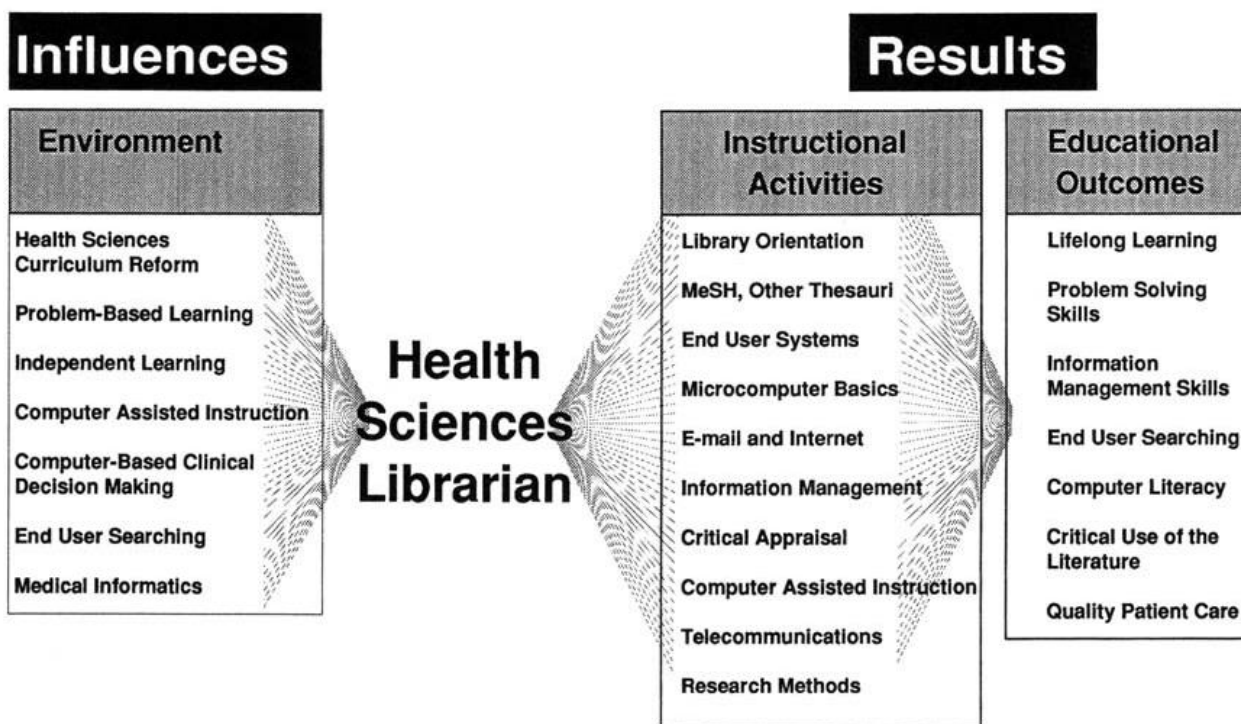 Influences
Results
Environment
Health Sciences
Curriculum Reform
Problem-Based Learning
Independent Learning
Computer Assisted Instruction
Computer-Based Clinical
Decision Making
End User Searching
Medical Informatics
Health
Sciences
Librarian
Instructional
Activities
Library Orientation
MeSH, Other Thesauri
End User Systems
Microcomputer Basics
E-mail and Internet
Information Management
Critical Appraisal
Computer Assisted Instruction
Telecommunications
Research Methods
Educational
Outcomes
Lifelong Learning
Problem Solving
Skills
Information
Management Skills
End User Searching
Computer Literacy
Critical Use of the
Literature
Quality Patient Care